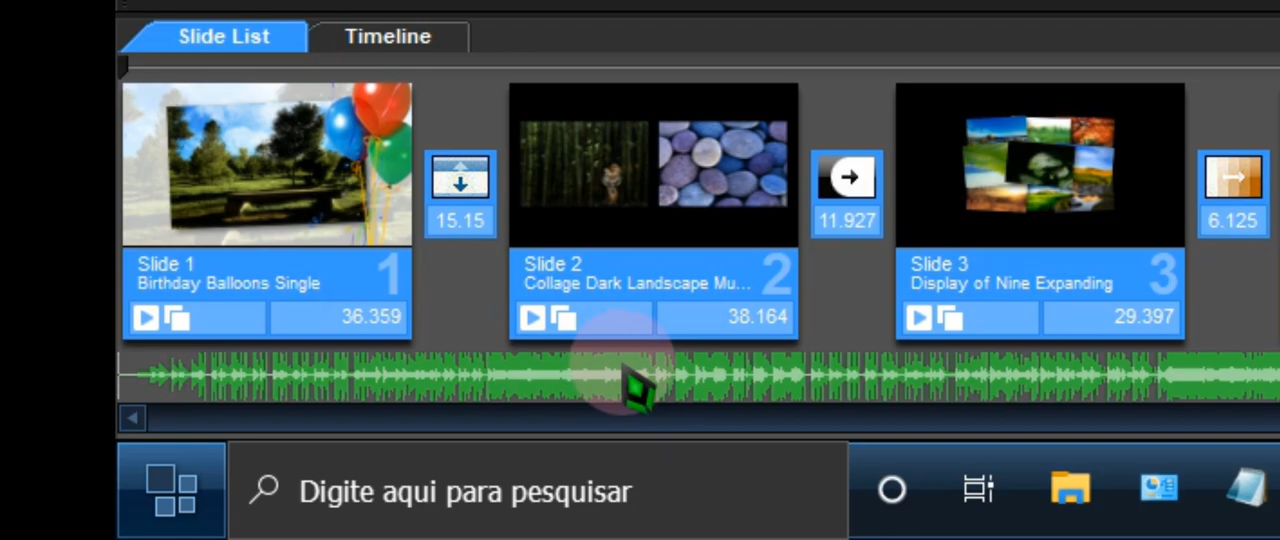 Slide List
Timeline
15.15
11.927
6.125
Slide 1
Birthday Balloons Single
1
36.359
Slide 2
Collage Dark Landscape Mu...
2
38.164
Slide 3
Display of Nine Expanding
3
29.397
Digite aqui para pesquisar